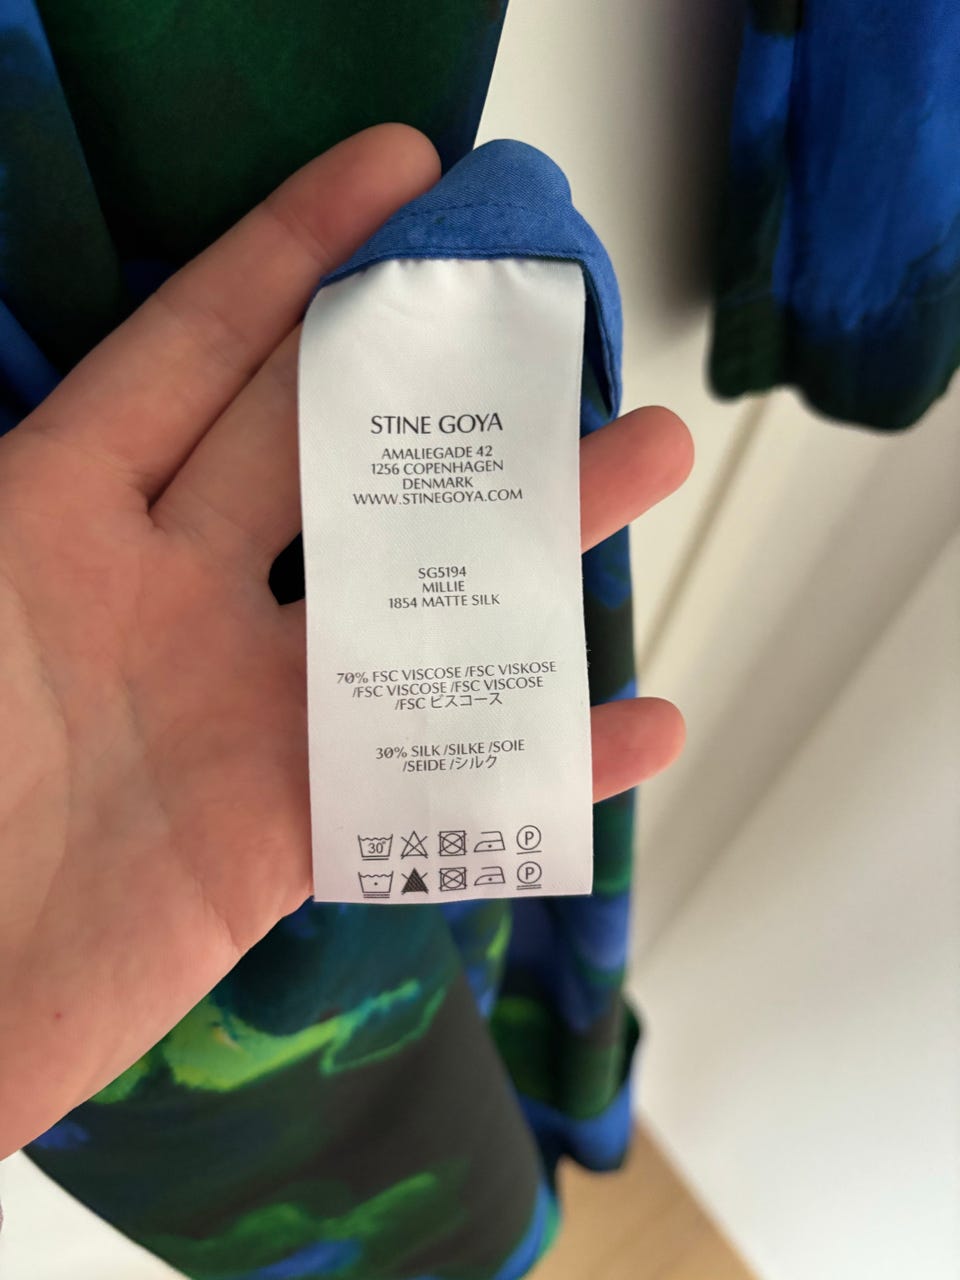 STINE GOYA
AMALIEGADE 42
1256 COPENHAGEN
DENMARK
WWW.STINEGOYA.COM
SG5194
MILLIE
1854 MATTE SILK
70% FSC VISCOSE /FSC VISKOSE
/FSC VISCOSE /FSC VISCOSE
/FSC ビスコース
30% SILK /SILKE /SOIE
/SEIDE /シルク
30° P
P